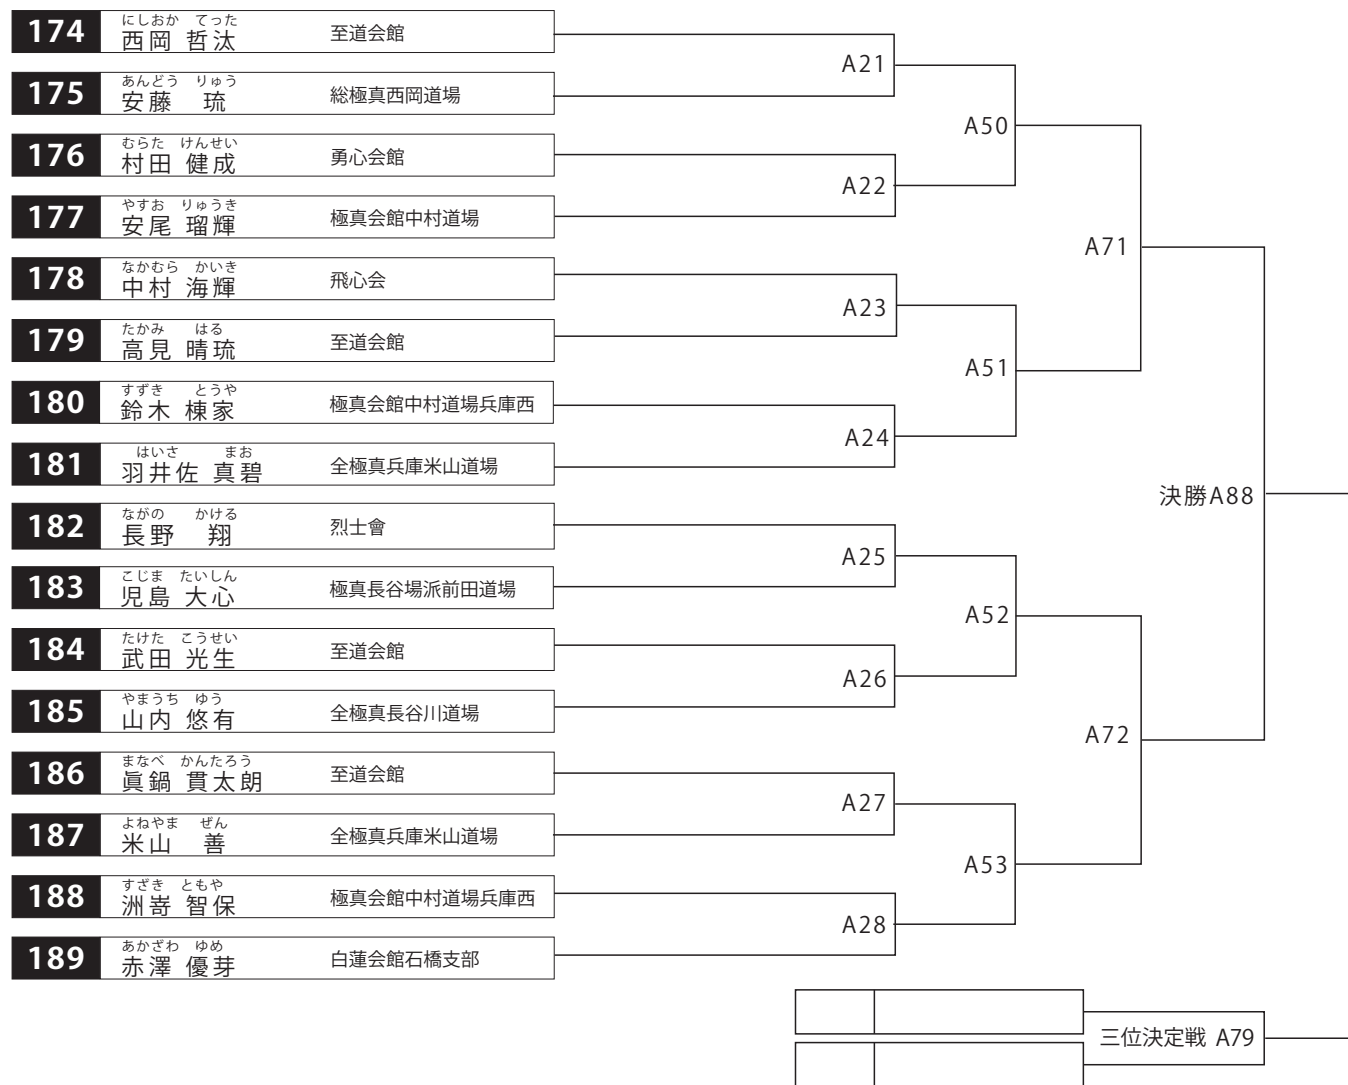 174 にしおか てった 西岡 哲汰 至道会館
175 あんどう りゅう 安藤 琉 総極真西岡道場
176 むらた けんせい 村田 健成 勇心会館
177 やすお りゅうき 安尾 瑠輝 極真会館中村道場
178 なかむら かいき 中村 海輝 飛心会
179 たかみ はる 高見 晴琉 至道会館
180 すずき とうや 鈴木 棟家 極真会館中村道場兵庫西
181 はいさ まお 羽井佐 真碧 全極真兵庫米山道場
182 ながの かける 長野 翔 烈士會
183 こじま たいしん 児島 大心 極真長谷場派前田道場
184 たけた こうせい 武田 光生 至道会館
185 やまうち ゆう 山内 悠有 全極真長谷川道場
186 まなべ かんたろう 眞鍋 貫太朗 至道会館
187 よねやま ぜん 米山 善 全極真兵庫米山道場
188 すざき ともや 洲嵜 智保 極真会館中村道場兵庫西
189 あかざわ ゆめ 赤澤 優芽 白蓮会館石橋支部
A21
A22
A23
A24
A25
A26
A27
A28
A50
A51
A52
A53
A71
A72
決勝A88
三位決定戦 A79